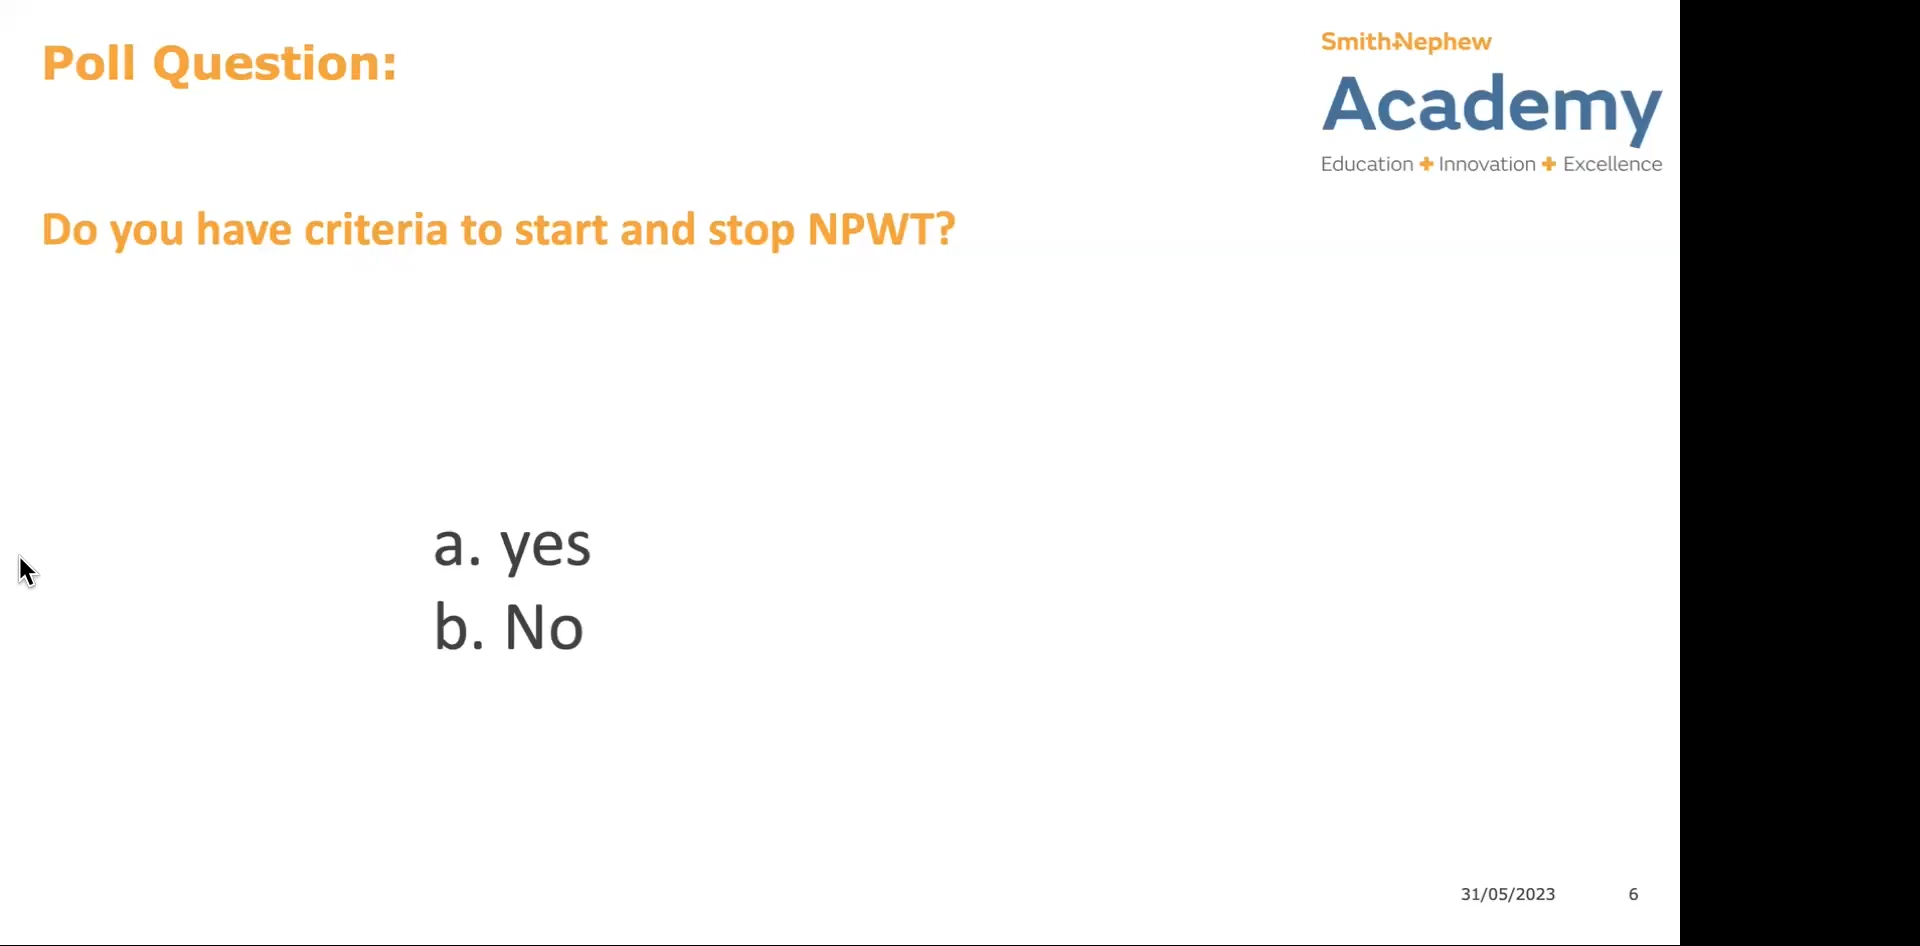 Poll Question:
Smith+Nephew
Academy
Education + Innovation + Excellence
Do you have criteria to start and stop NPWT?
a. yes
b. No
31/05/2023 6